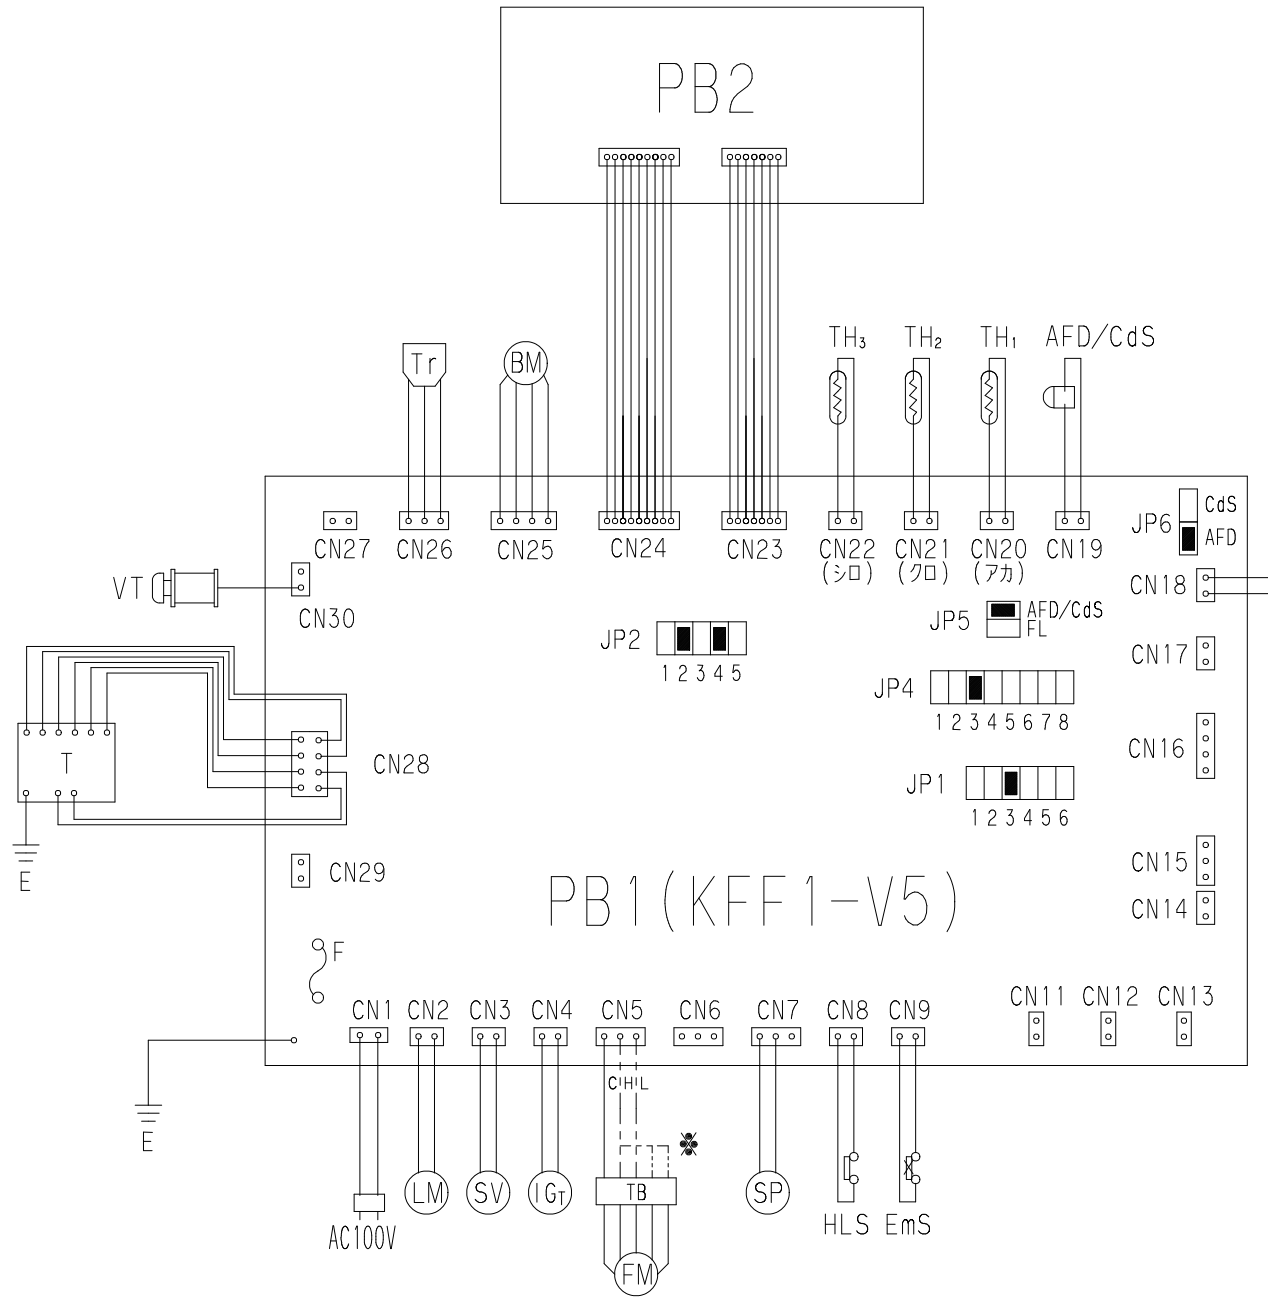 PB2
TH₃ TH₂ TH₁ AFD/CdS
Tr BM
CdS
JP6 AFD
CN27 CN26 CN25 CN24 CN23 CN22 CN21 CN20 CN19
(シロ) (クロ) (アカ)
VT CN30 CN18
JP5 AFD/CdS
FL
JP2
1 2 3 4 5
CN17
JP4
1 2 3 4 5 6 7 8
T CN28 CN16
JP1
1 2 3 4 5 6
E CN29 CN15
PB1(KFF1-V5)
CN14
F
CN1 CN2 CN3 CN4 CN5 CN6 CN7 CN8 CN9 CN11 CN12 CN13
C H L
E ※
LM SV IGT TB SP
AC100V HLS EmS
FM